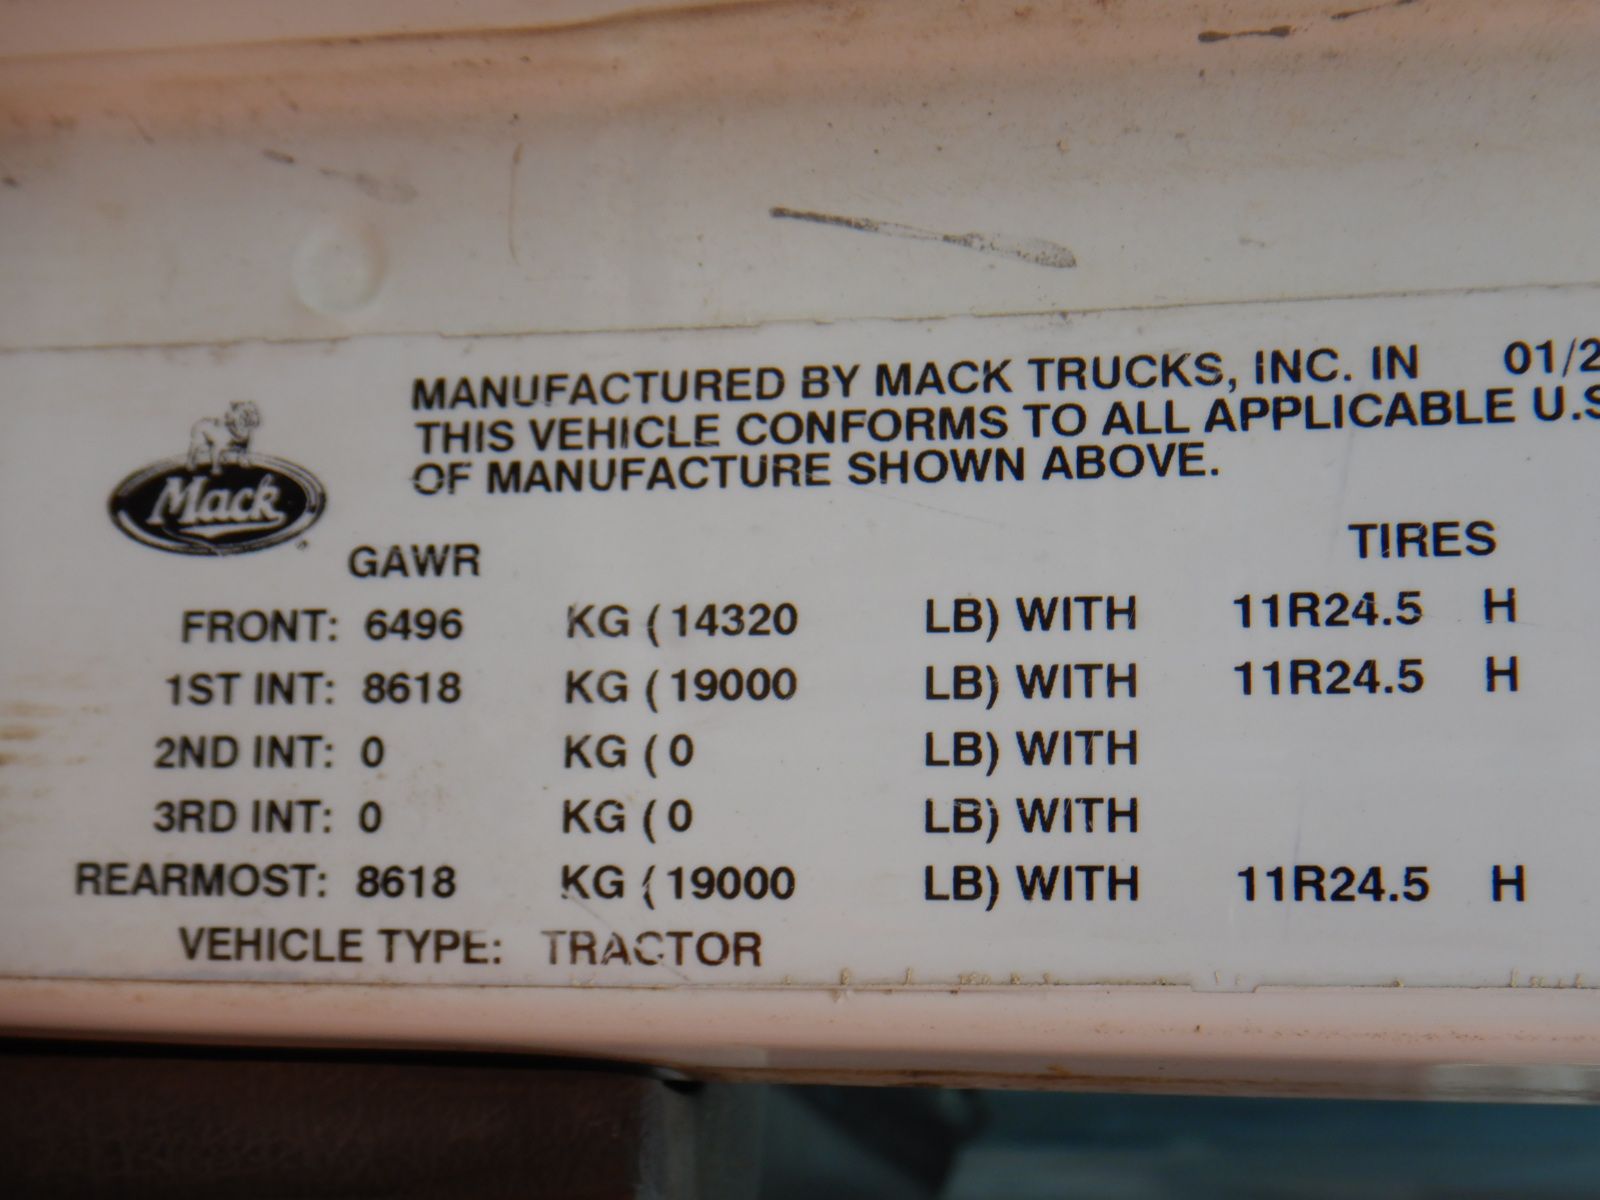 MANUFACTURED BY MACK TRUCKS, INC. IN 01/2
THIS VEHICLE CONFORMS TO ALL APPLICABLE U.S
OF MANUFACTURE SHOWN ABOVE.
Mack
GAWR TIRES
FRONT: 6496 KG ( 14320 LB) WITH 11R24.5 H
1ST INT: 8618 KG ( 19000 LB) WITH 11R24.5 H
2ND INT: 0 KG ( 0 LB) WITH
3RD INT: 0 KG ( 0 LB) WITH
REARMOST: 8618 KG ( 19000 LB) WITH 11R24.5 H
VEHICLE TYPE: TRACTOR